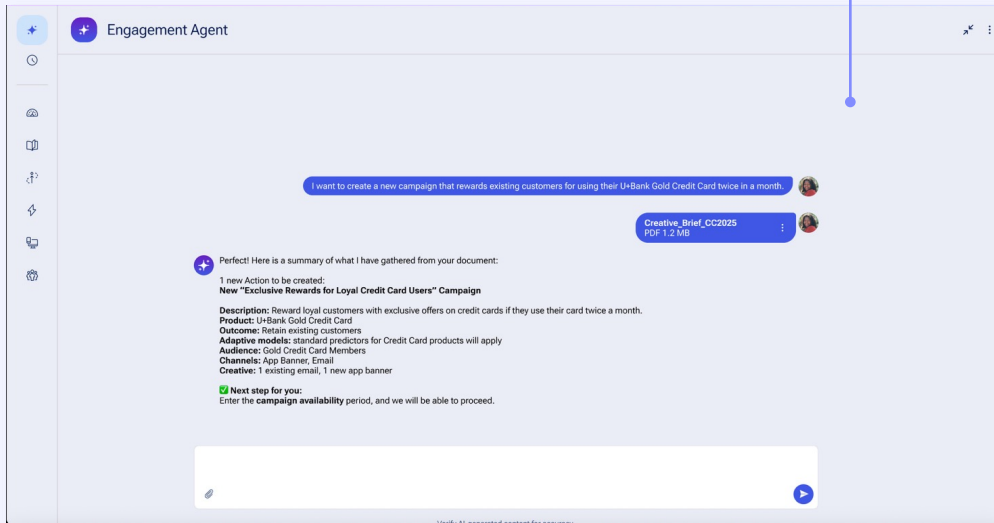 Engagement Agent
I want to create a new campaign that rewards existing customers for using their U+Bank Gold Credit Card twice in a month.
Creative_Brief_CC2025
PDF 1.2 MB
Perfect! Here is a summary of what I have gathered from your document:
1 new Action to be created:
New "Exclusive Rewards for Loyal Credit Card Users" Campaign
Description: Reward loyal customers with exclusive offers on credit cards if they use their card twice a month.
Product: U+Bank Gold Credit Card
Outcome: Retain existing customers
Adaptive models: standard predictors for Credit Card products will apply
Audience: Gold Credit Card Members
Channels: App Banner, Email
Creative: 1 existing email, 1 new app banner
✅ Next step for you:
Enter the campaign availability period, and we will be able to proceed.
Verify AI-generated content for accuracy